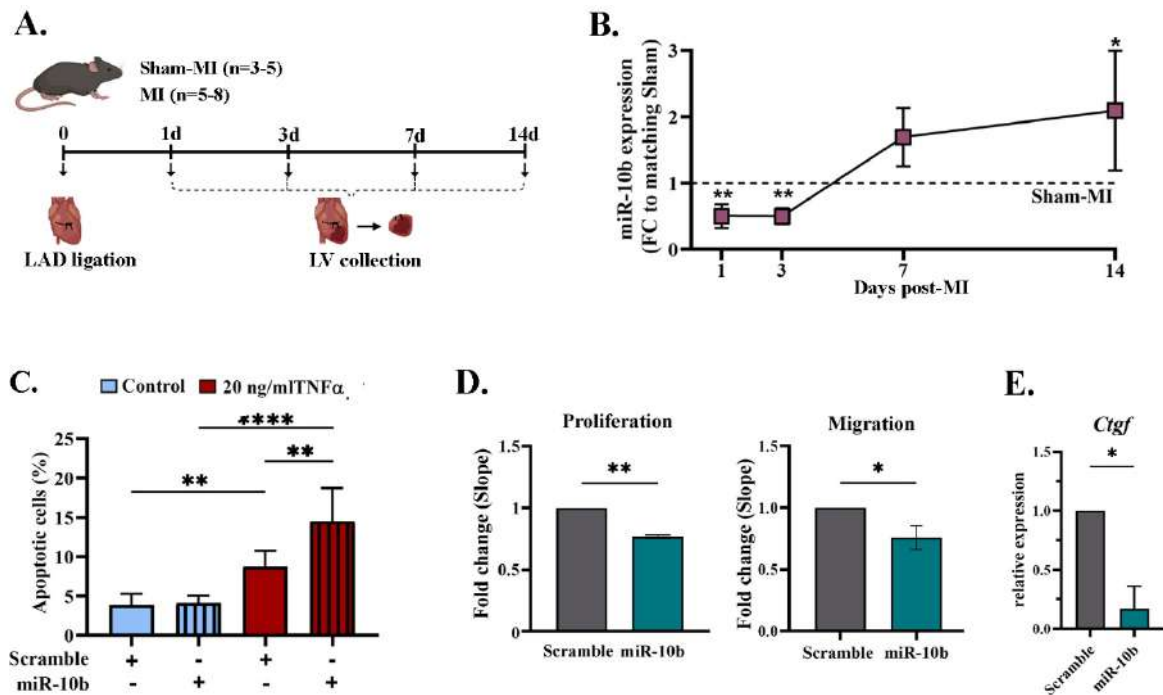 A.
Sham-MI (n=3-5)
MI (n=5-8)
0 1d 3d 7d 14d
LAD ligation
LV collection
B.
miR-10b expression
(FC to matching Sham)
3
2
1
0
*
** **
Sham-MI
1 3 7 14
Days post-MI
C.
Control 20 ng/mlTNFα
Apoptotic cells (%)
25
20
15
10
5
0
****
**
**
Scramble + - + -
miR-10b - + - +
D.
Proliferation
Fold change (Slope)
1.5
1.0
0.5
0
**
Scramble miR-10b
Migration
Fold change (Slope)
1.5
1.0
0.5
0.0
*
Scramble miR-10b
E.
Ctgf
relative expression
1.5
1.0
0.5
0.0
*
Scramble
miR-10b